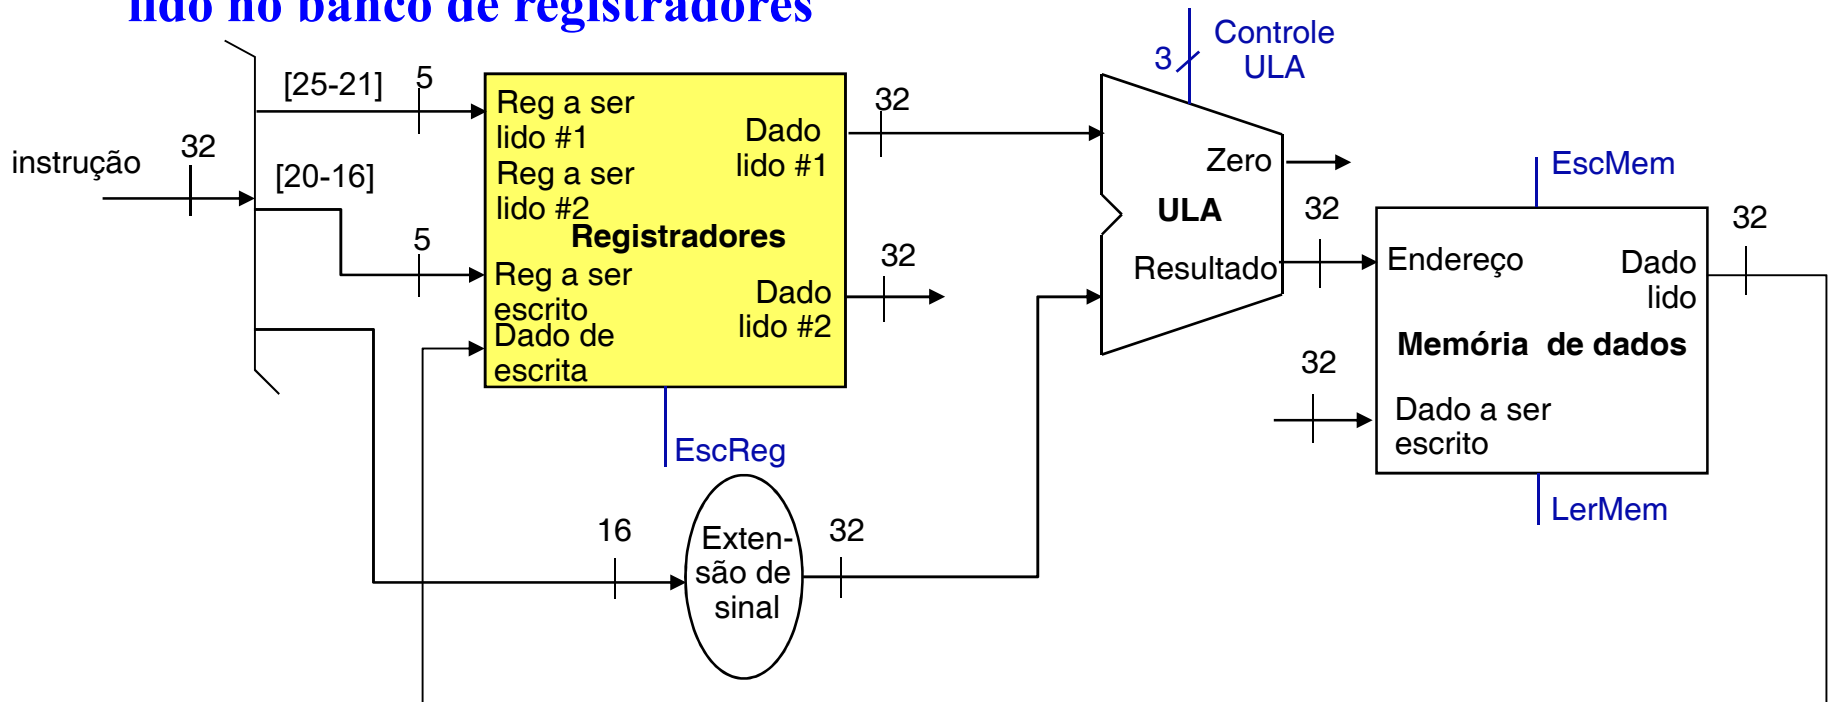 lido no banco de registradores
instrução
32
[25-21]
5
[20-16]
5
Reg a ser
lido #1
Reg a ser
lido #2
Registradores
Reg a ser
escrito
Dado de
escrita
Dado
lido #1
Dado
lido #2
32
32
EscReg
16
Exten-
são de
sinal
32
3
Controle
ULA
Zero
ULA
Resultado
32
EscMem
Endereço
Dado
lido
32
Memória de dados
32
Dado a ser
escrito
LerMem